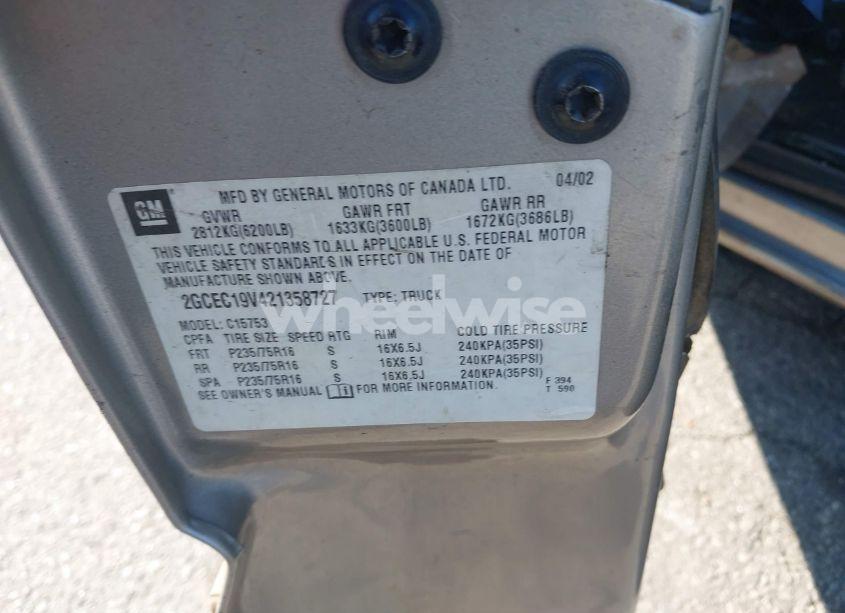 GM
MFD BY GENERAL MOTORS OF CANADA LTD. 04/02
GVWR GAWR FRT GAWR RR
2812KG(6200LB) 1633KG(3600LB) 1672KG(3686LB)
THIS VEHICLE CONFORMS TO ALL APPLICABLE U.S. FEDERAL MOTOR
VEHICLE SAFETY STANDARDS IN EFFECT ON THE DATE OF
MANUFACTURE SHOWN ABOVE.
2GCEC19V421358727 TYPE: TRUCK
wheelwise
MODEL: C15753
CPFA TIRE SIZE SPEED RTG RIM COLD TIRE PRESSURE
FRT P235/75R16 S 16X6.5J 240KPA(35PSI)
RR P235/75R16 S 16X6.5J 240KPA(35PSI)
SPA P235/75R16 S 16X6.5J 240KPA(35PSI)
SEE OWNER'S MANUAL FOR MORE INFORMATION.
F 394
T 590
wheelwise